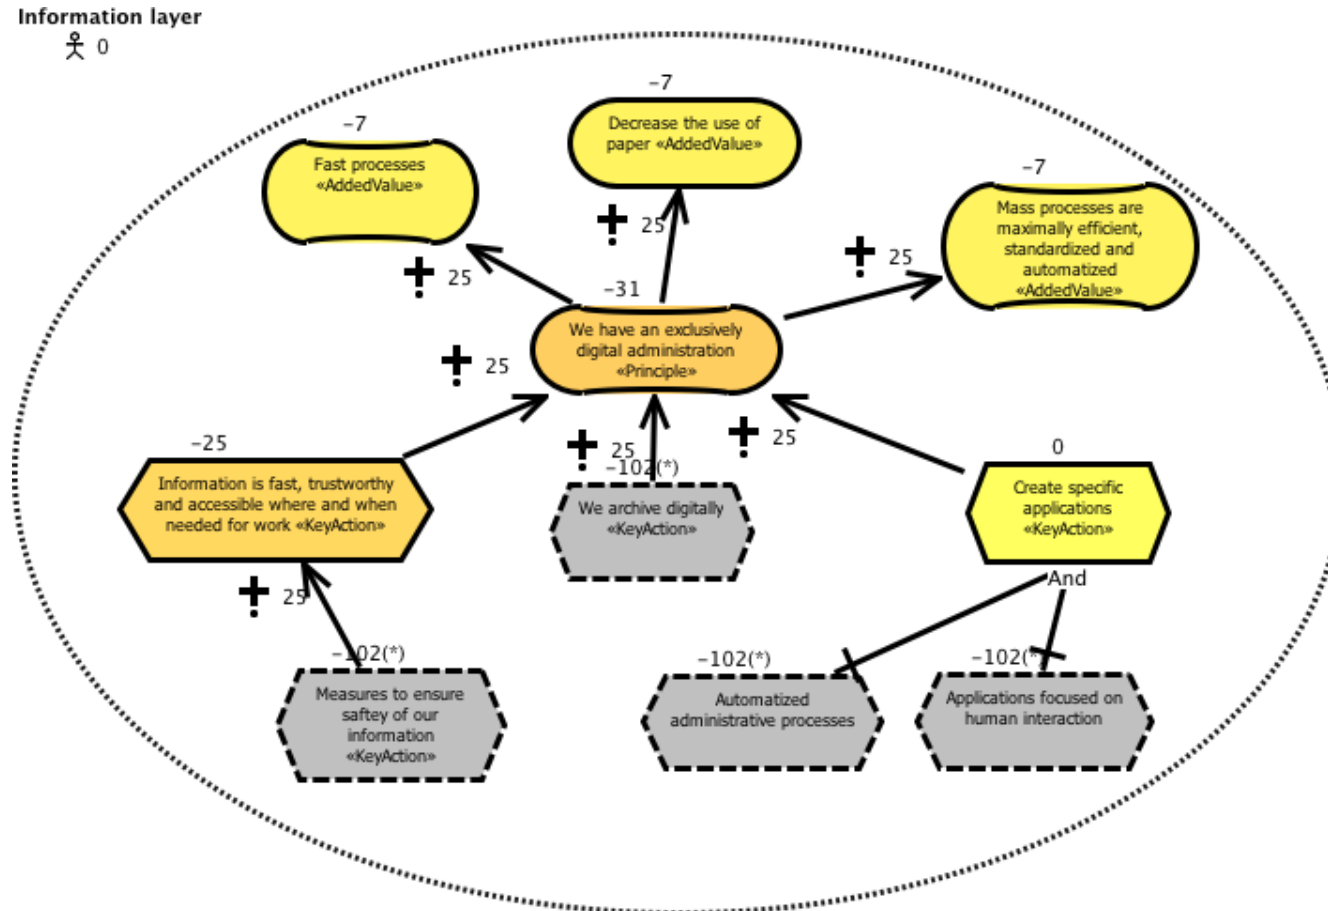 Information layer
0
-7
Decrease the use of
paper «AddedValue»
-7
Fast processes
«AddedValue»
-7
Mass processes are
maximally efficient,
standardized and
automatized
«AddedValue»
25
25
25
-31
We have an exclusively
digital administration
«Principle»
25
25
25
-25
Information is fast, trustworthy
and accessible where and when
needed for work «KeyAction»
-102(*)
We archive digitally
«KeyAction»
0
Create specific
applications
«KeyAction»
And
25
-102(*)
Measures to ensure
saftey of our
information
«KeyAction»
-102(*)
Automatized
administrative processes
-102(*)
Applications focused on
human interaction